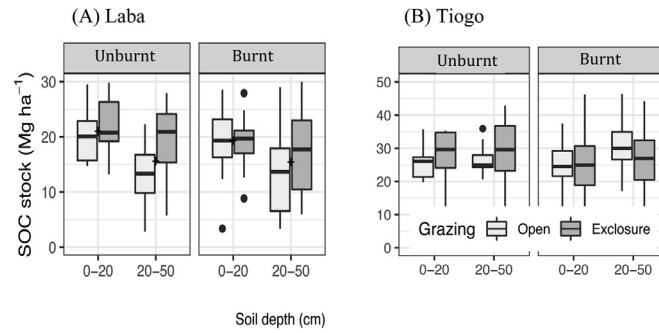 (A) Laba
(B) Tiogo
Unburnt
Burnt
Unburnt
Burnt
SOC stock (Mg ha⁻¹)
30
20
10
0
50
40
30
20
10
0
Grazing
Open
Exclosure
0–20
20–50
0–20
20–50
0–20
20–50
0–20
20–50
Soil depth (cm)